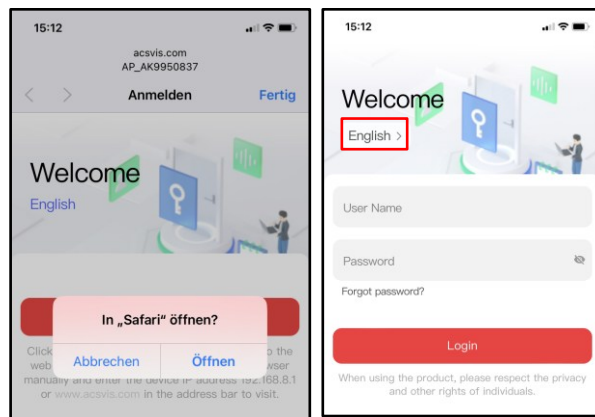 15:12
acsvis.com
AP_AK9950837
Anmelden
Fertig
Welcome
English
In „Safari“ öffnen?
Abbrechen
Öffnen
Click
to the
web
wser
manually and enter the device IP address 192.168.8.1
or www.acsvis.com in the address bar to visit.
15:12
Welcome
English >
User Name
Password
Forgot password?
Login
When using the product, please respect the privacy
and other rights of individuals.